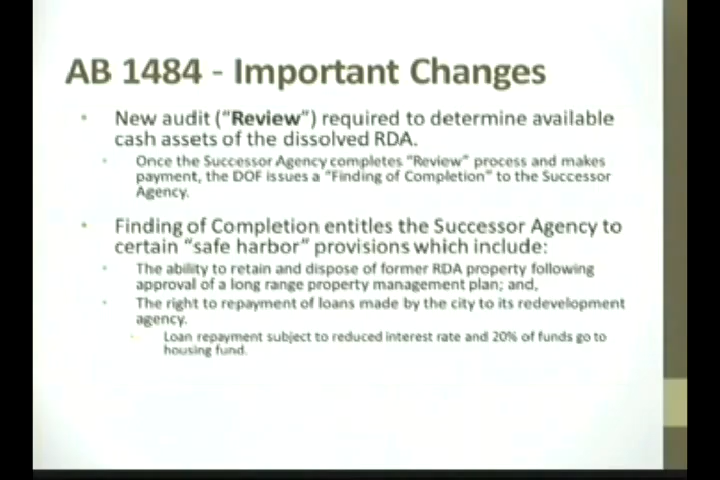 AB 1484 - Important Changes
New audit ("Review") required to determine available
cash assets of the dissolved RDA.
Once the Successor Agency completes "Review" process and makes
payment, the DOF issues a "Finding of Completion" to the Successor
Agency.
Finding of Completion entitles the Successor Agency to
certain "safe harbor" provisions which include:
The ability to retain and dispose of former RDA property following
approval of a long range property management plan; and,
The right to repayment of loans made by the city to its redevelopment
agency.
Loan repayment subject to reduced interest rate and 20% of funds go to
housing fund.